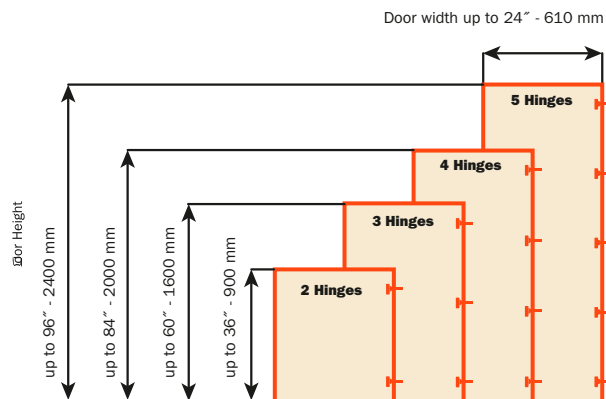 Door width up to 24″ - 610 mm
5 Hinges
4 Hinges
3 Hinges
2 Hinges
Door Height
up to 96″ - 2400 mm
up to 84″ - 2000 mm
up to 60″ - 1600 mm
up to 36″ - 900 mm